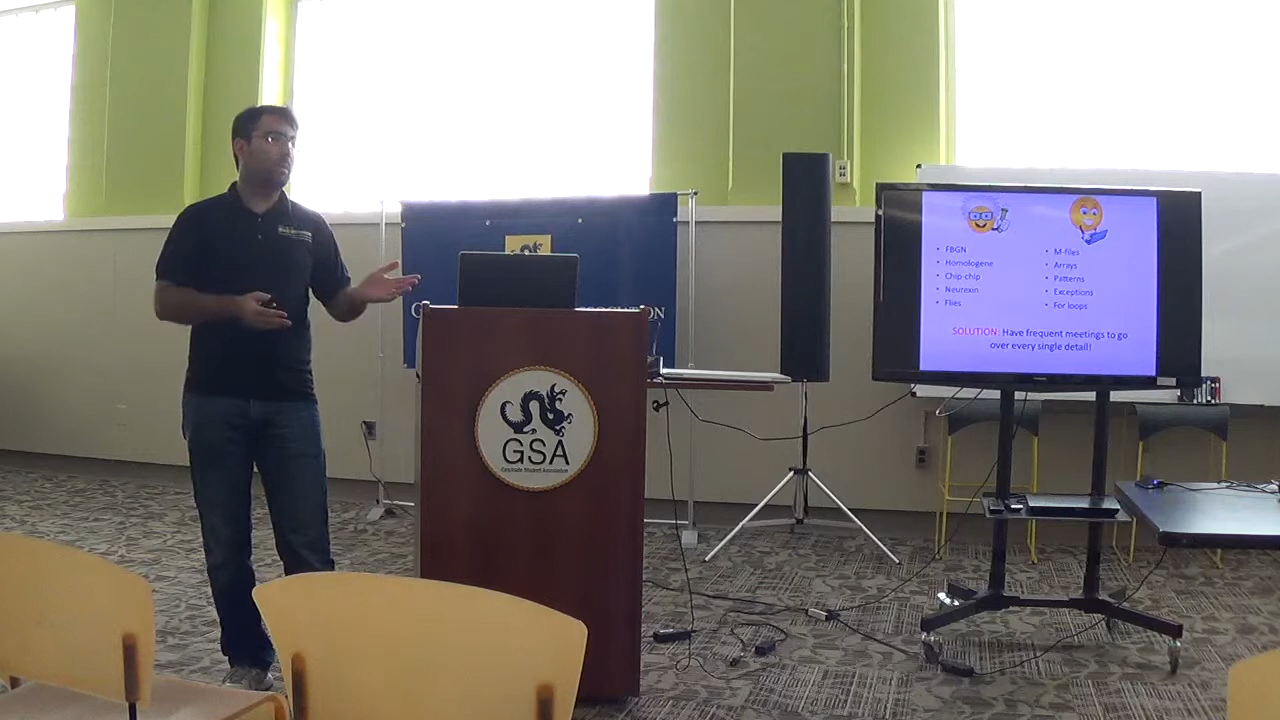 GSA
Graduate Student Association
• FBGN
• Homologene
• Chip-chip
• Neurexin
• Flies
• M-files
• Arrays
• Patterns
• Exceptions
• For loops
SOLUTION: Have frequent meetings to go
over every single detail!